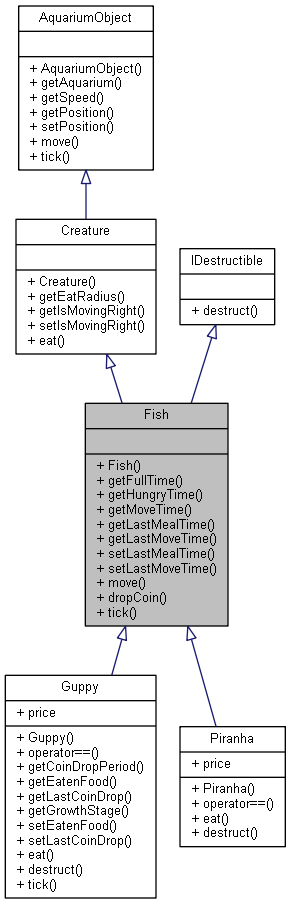 AquariumObject
+ AquariumObject()
+ getAquarium()
+ getSpeed()
+ getPosition()
+ setPosition()
+ move()
+ tick()
Creature
+ Creature()
+ getEatRadius()
+ getIsMovingRight()
+ setIsMovingRight()
+ eat()
IDestructible
+ destruct()
Fish
+ Fish()
+ getFullTime()
+ getHungryTime()
+ getMoveTime()
+ getLastMealTime()
+ getLastMoveTime()
+ setLastMealTime()
+ setLastMoveTime()
+ move()
+ dropCoin()
+ tick()
Guppy
+ price
+ Guppy()
+ operator==()
+ getCoinDropPeriod()
+ getEatenFood()
+ getLastCoinDrop()
+ getGrowthStage()
+ setEatenFood()
+ setLastCoinDrop()
+ eat()
+ destruct()
+ tick()
Piranha
+ price
+ Piranha()
+ operator==()
+ eat()
+ destruct()